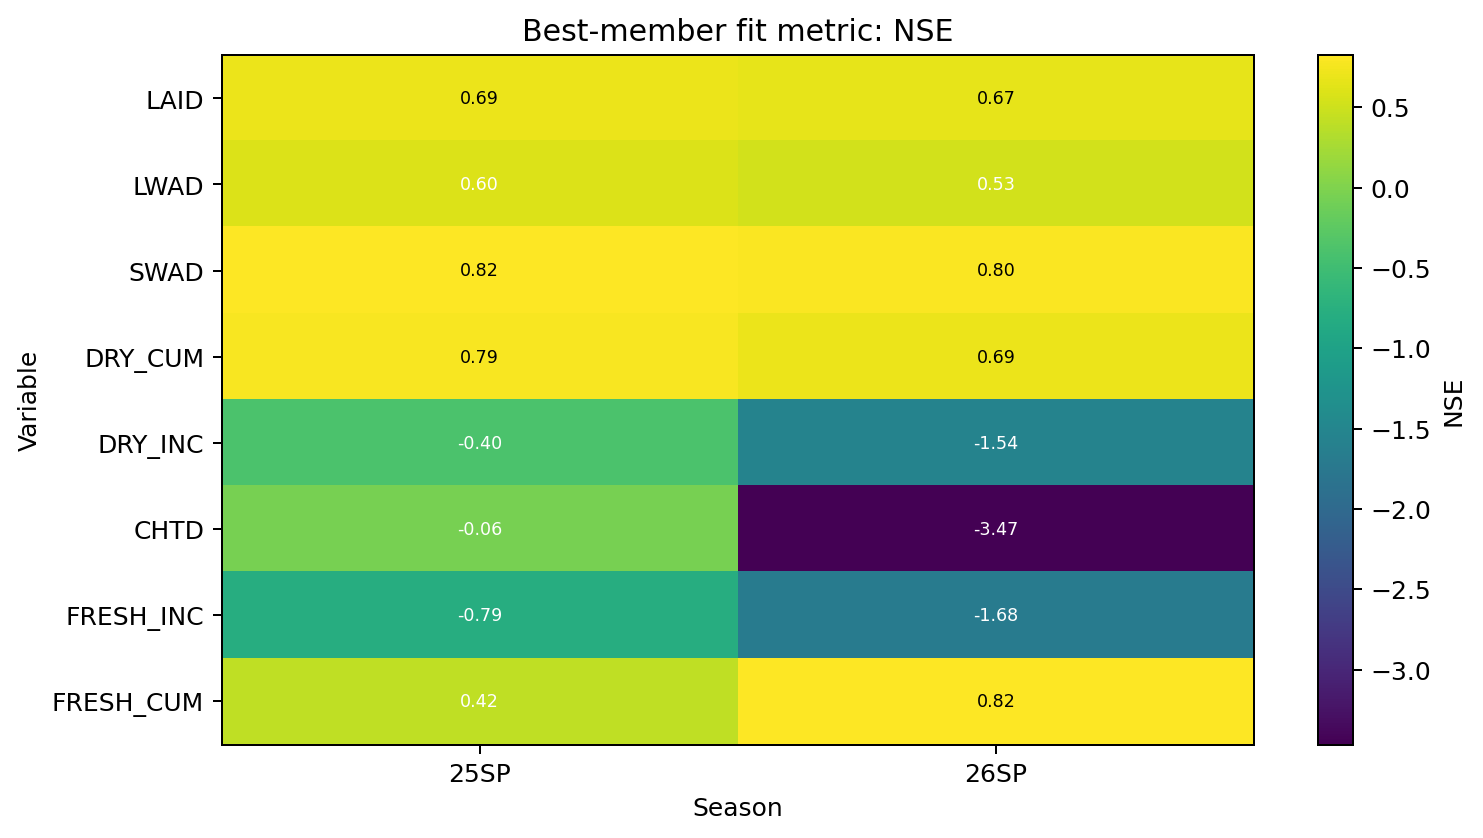 Best-member fit metric: NSE
LAID
0.69
0.67
LWAD
0.60
0.53
SWAD
0.82
0.80
DRY_CUM
0.79
0.69
DRY_INC
-0.40
-1.54
CHTD
-0.06
-3.47
FRESH_INC
-0.79
-1.68
FRESH_CUM
0.42
0.82
25SP
26SP
Season
Variable
0.5
0.0
−0.5
−1.0
−1.5
−2.0
−2.5
−3.0
NSE